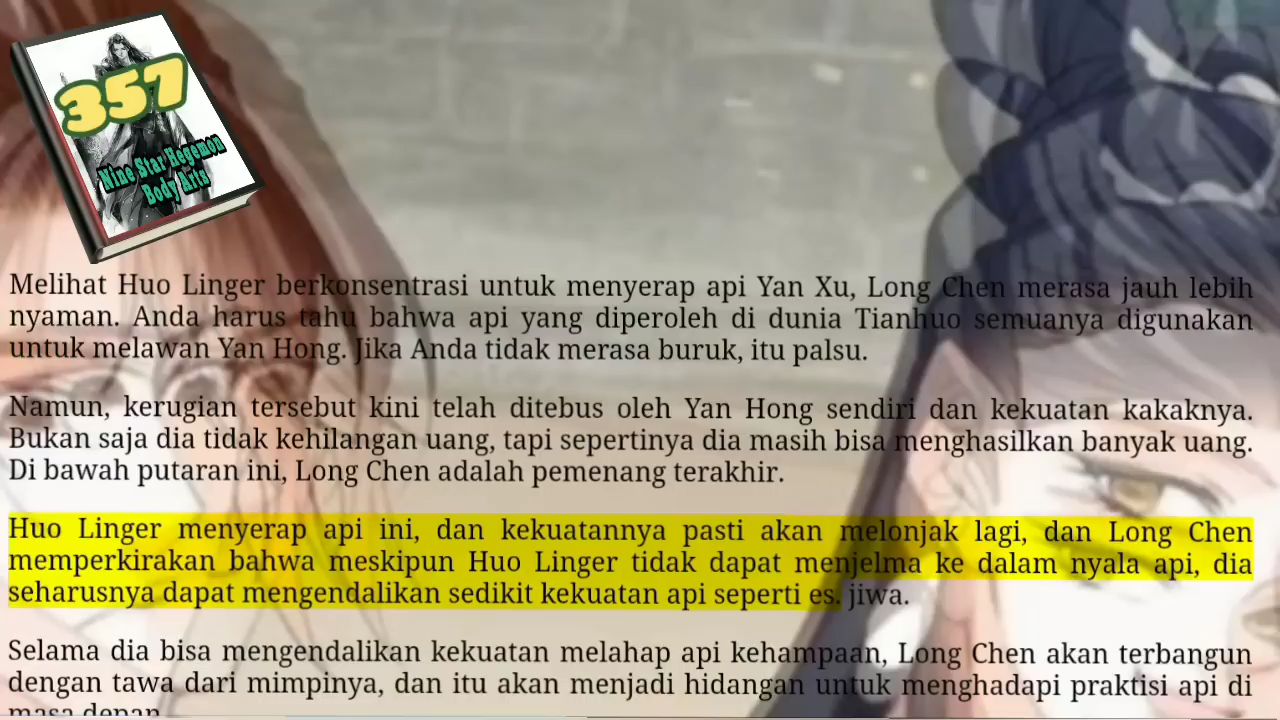 357
Nine Star Hegemon
Body Arts
Melihat Huo Linger berkonsentrasi untuk menyerap api Yan Xu, Long Chen merasa jauh lebih
nyaman. Anda harus tahu bahwa api yang diperoleh di dunia Tianhuo semuanya digunakan
untuk melawan Yan Hong. Jika Anda tidak merasa buruk, itu palsu.
Namun, kerugian tersebut kini telah ditebus oleh Yan Hong sendiri dan kekuatan kakaknya.
Bukan saja dia tidak kehilangan uang, tapi sepertinya dia masih bisa menghasilkan banyak uang.
Di bawah putaran ini, Long Chen adalah pemenang terakhir.
Huo Linger menyerap api ini, dan kekuatannya pasti akan melonjak lagi, dan Long Chen
memperkirakan bahwa meskipun Huo Linger tidak dapat menjelma ke dalam nyala api, dia
seharusnya dapat mengendalikan sedikit kekuatan api seperti es. jiwa.
Selama dia bisa mengendalikan kekuatan melahap api kehampaan, Long Chen akan terbangun
dengan tawa dari mimpinya, dan itu akan menjadi hidangan untuk menghadapi praktisi api di
masa depan